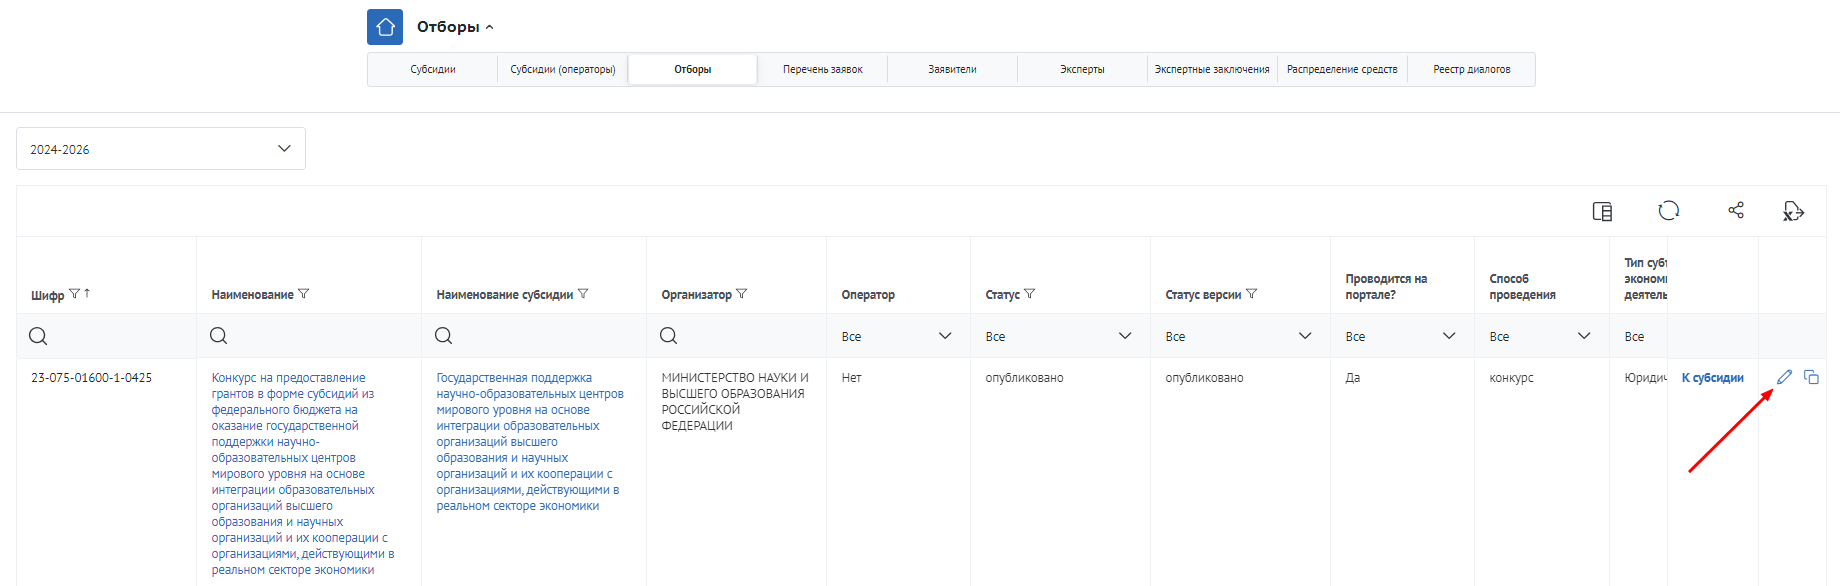 Отборы
Субсидии
Субсидии (операторы)
Отборы
Перечень заявок
Заявители
Эксперты
Экспертные заключения
Распределение средств
Реестр диалогов
2024-2026
Шифр
Наименование
Наименование субсидии
Организатор
Оператор
Статус
Статус версии
Проводится на
портале?
Способ
проведения
Тип субъ
эконом
деятель
Все
Все
Все
Все
Все
Все
23-075-01600-1-0425
Конкурс на предоставление
грантов в форме субсидий из
федерального бюджета на
оказание государственной
поддержки научно-
образовательных центров
мирового уровня на основе
интеграции образовательных
организаций высшего
образования и научных
организаций и их кооперации с
организациями, действующими в
реальном секторе экономики
Государственная поддержка
научно-образовательных центров
мирового уровня на основе
интеграции образовательных
организаций высшего
образования и научных
организаций и их кооперации с
организациями, действующими в
реальном секторе экономики
МИНИСТЕРСТВО НАУКИ И
ВЫСШЕГО ОБРАЗОВАНИЯ
РОССИЙСКОЙ
ФЕДЕРАЦИИ
Нет
опубликовано
опубликовано
Да
конкурс
Юридич
К субсидии